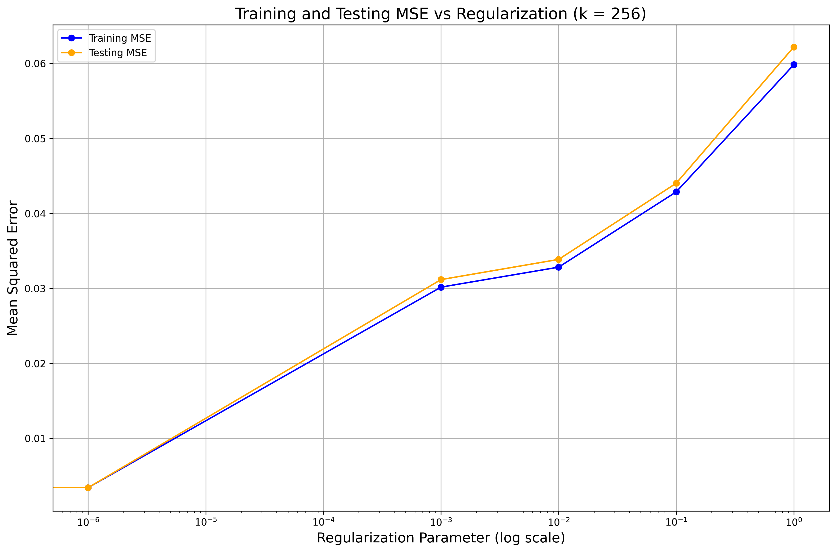 Training and Testing MSE vs Regularization (k = 256)
Training MSE
Testing MSE
Mean Squared Error
0.06
0.05
0.04
0.03
0.02
0.01
10⁻⁶ 10⁻⁵ 10⁻⁴ 10⁻³ 10⁻² 10⁻¹ 10⁰
Regularization Parameter (log scale)